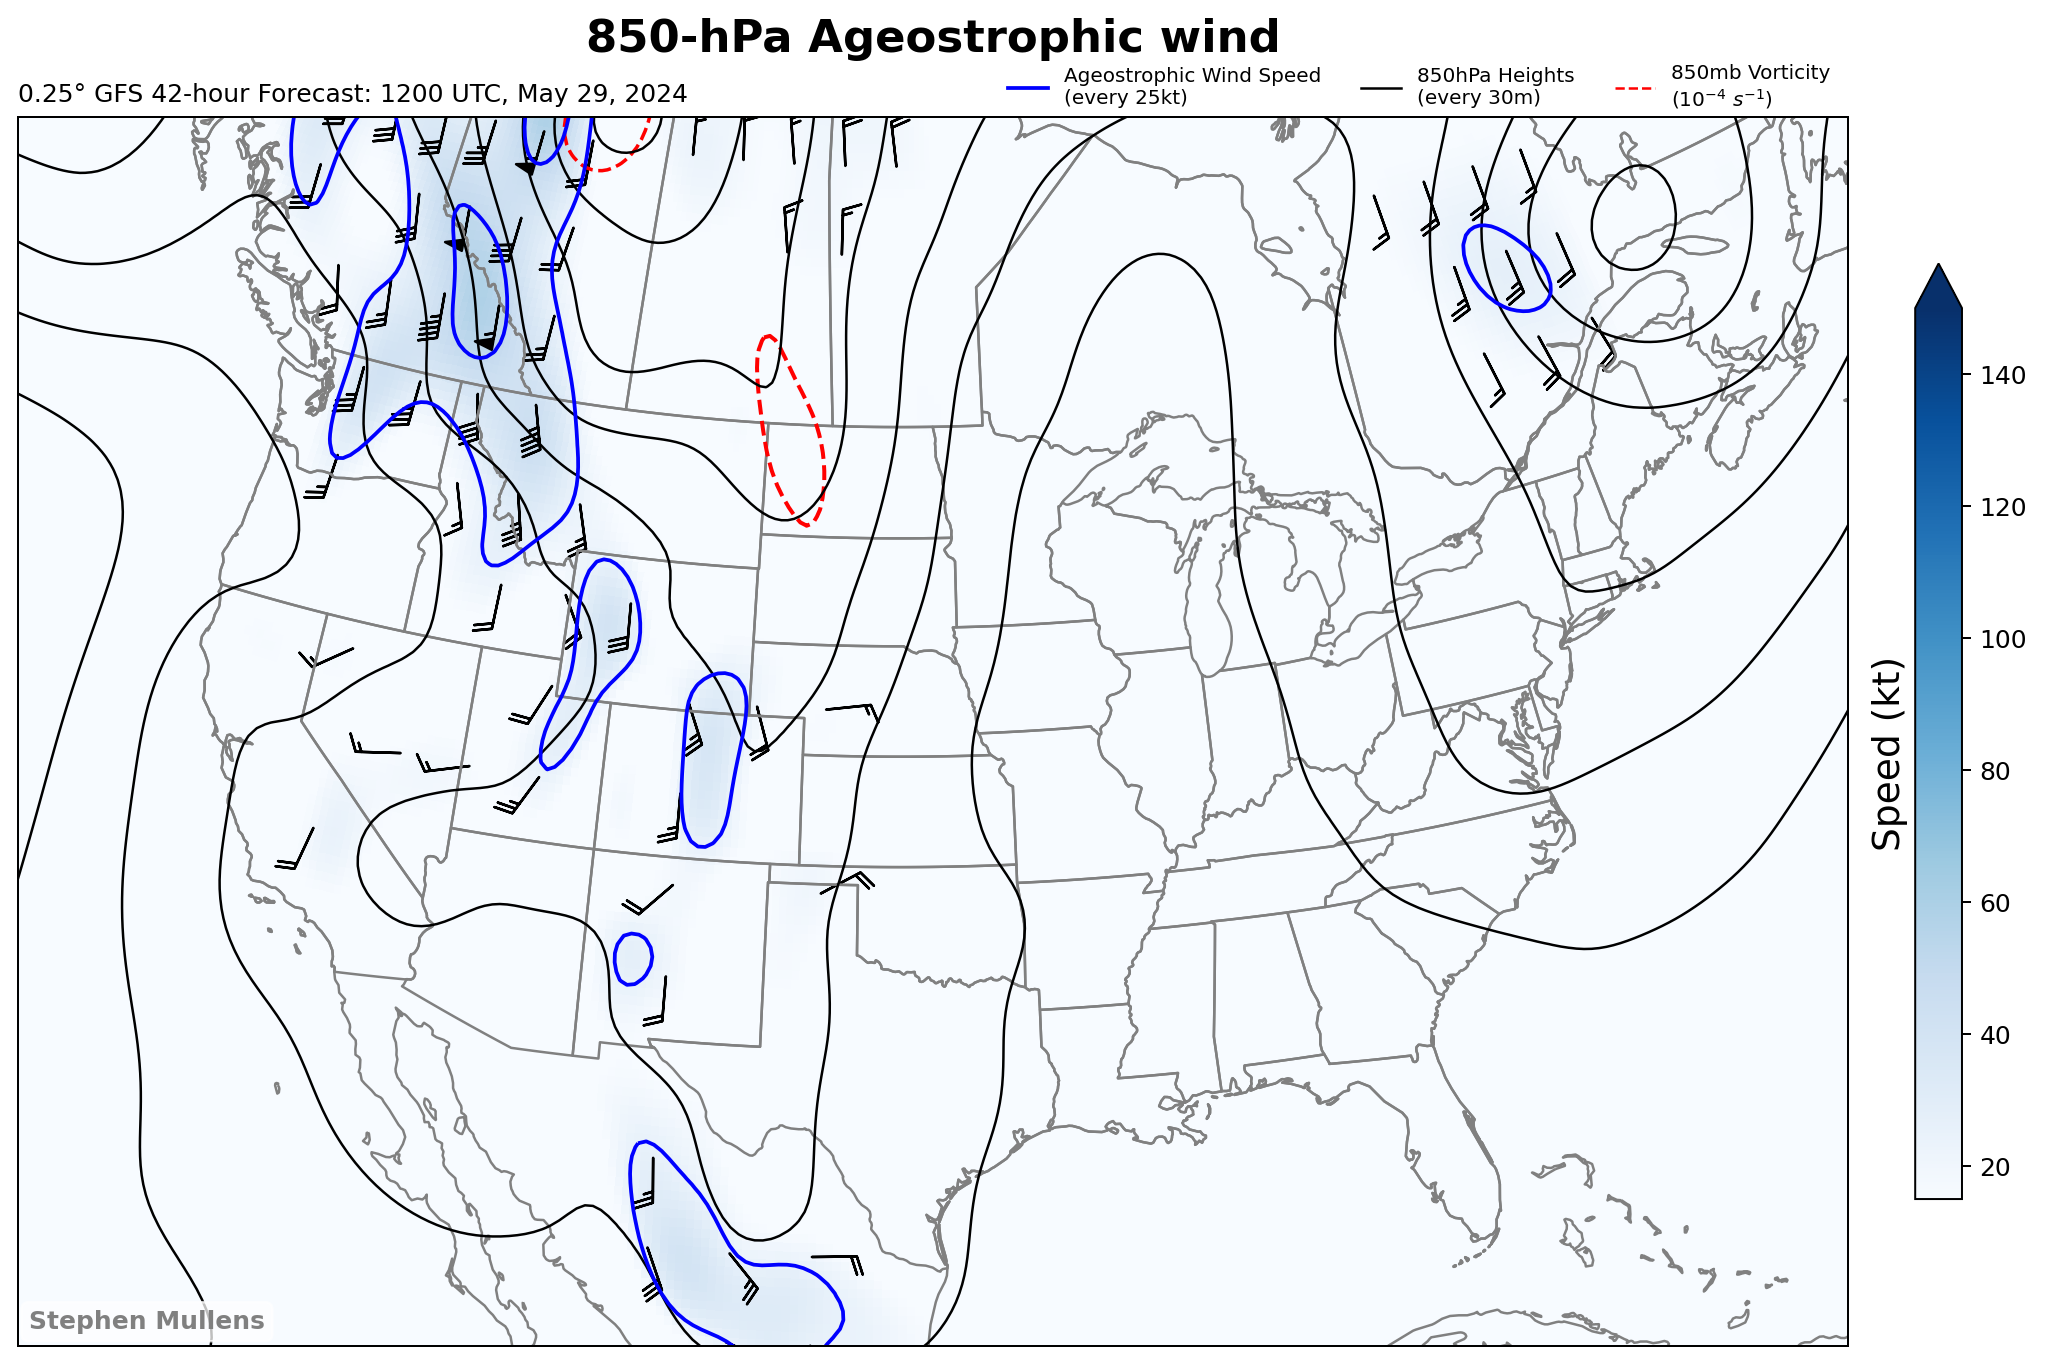 850-hPa Ageostrophic wind
0.25° GFS 42-hour Forecast: 1200 UTC, May 29, 2024
Ageostrophic Wind Speed
(every 25kt)
850hPa Heights
(every 30m)
850mb Vorticity
(10⁻⁴ s⁻¹)
140
120
100
80
60
40
20
Speed (kt)
Stephen Mullens